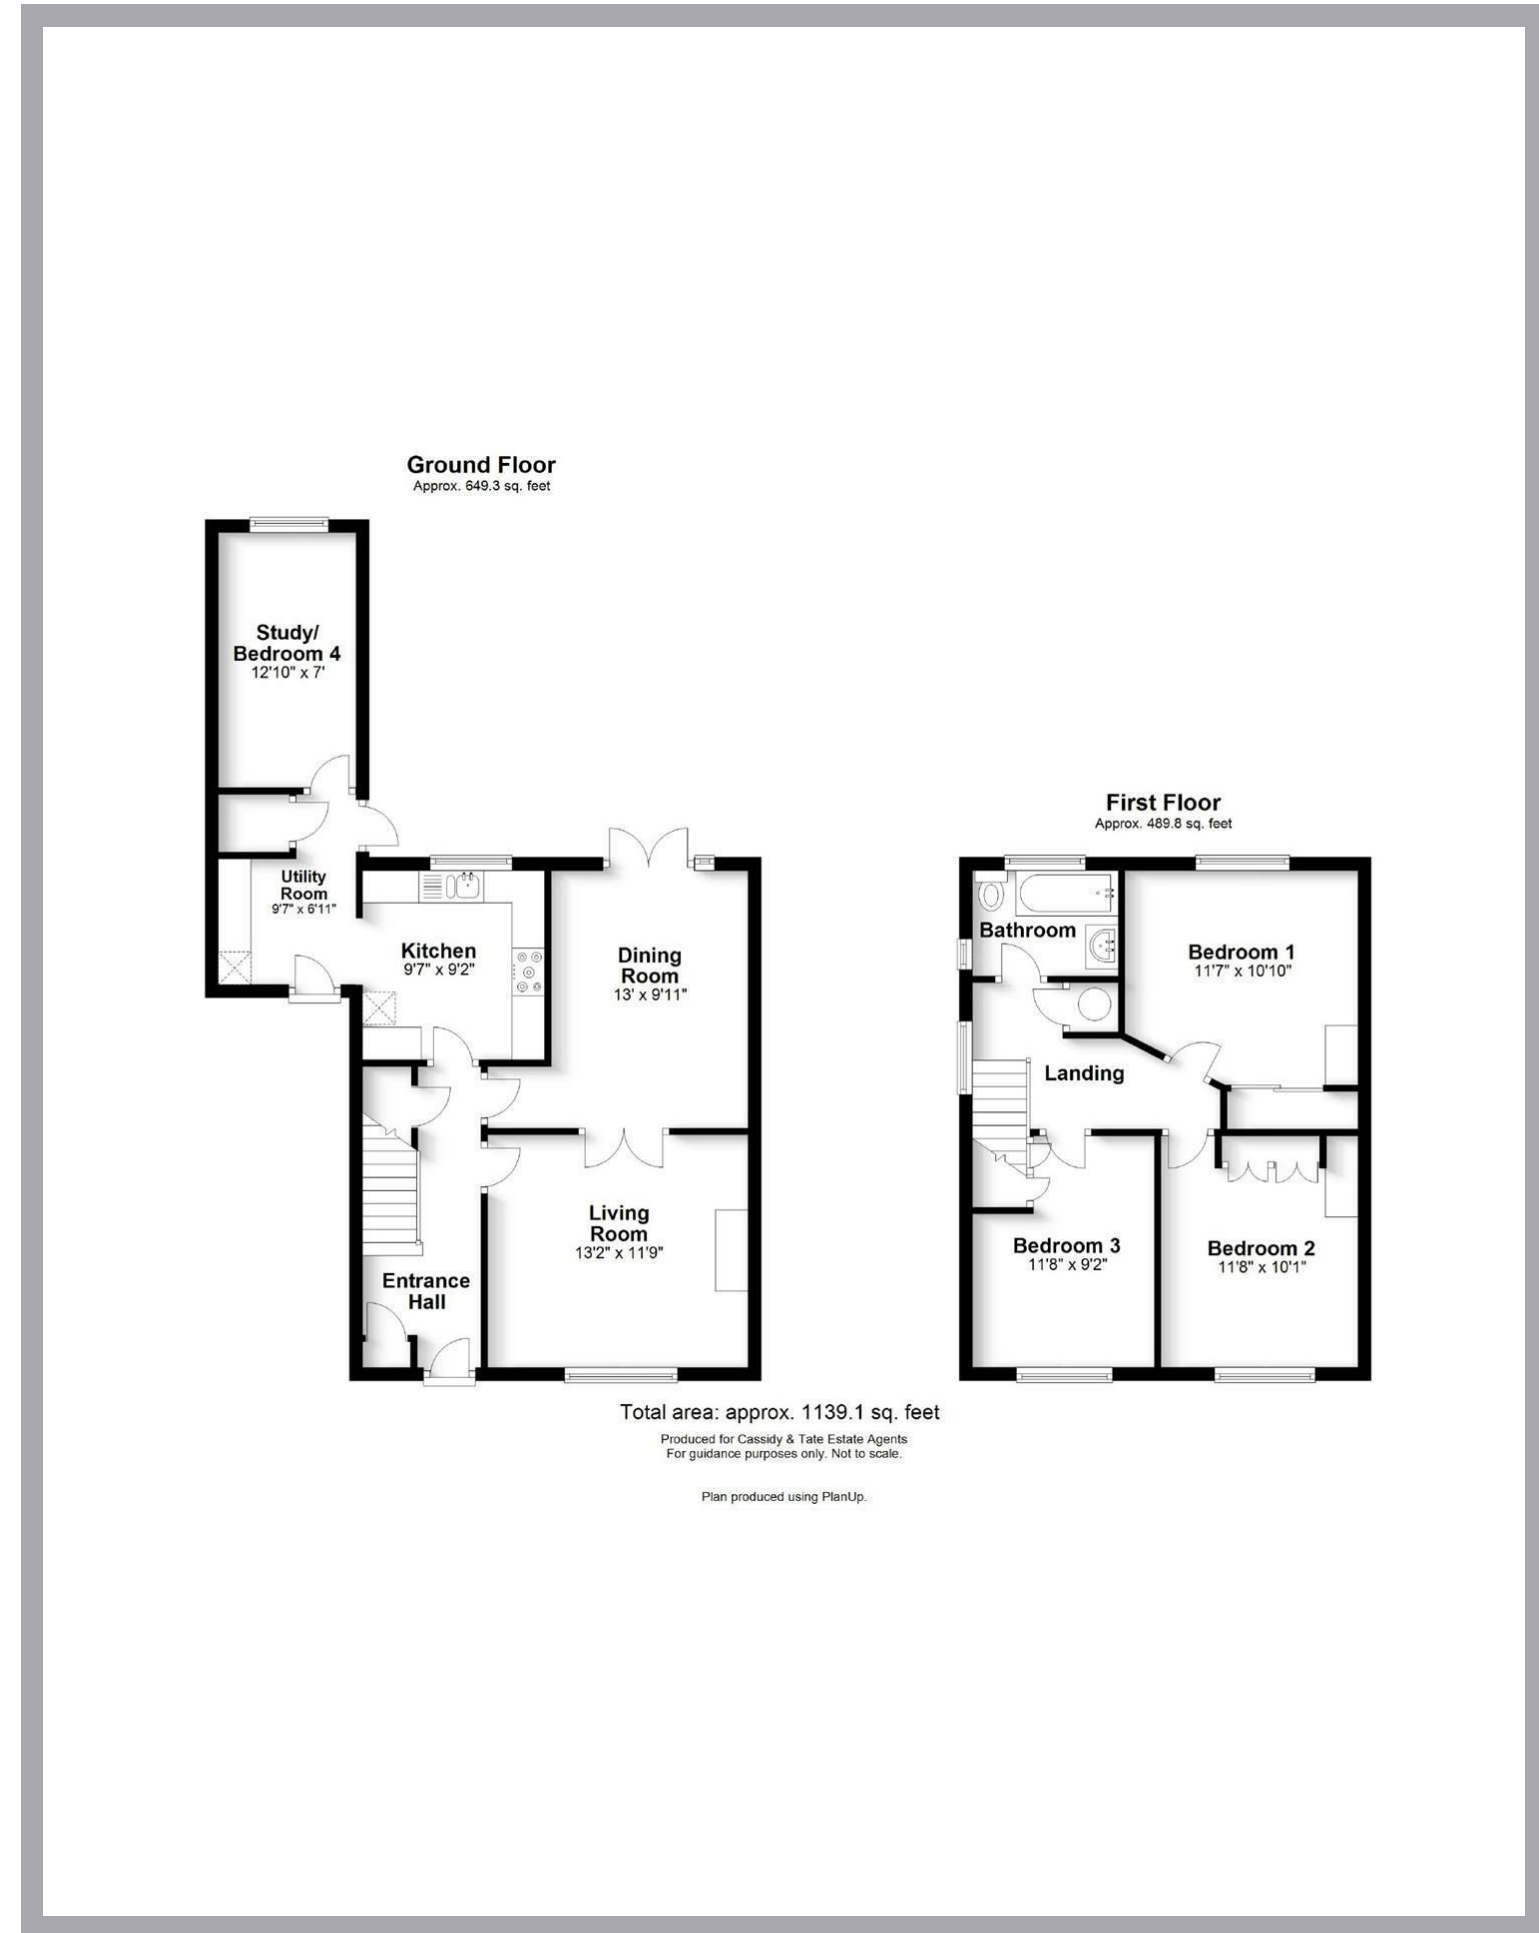 Ground Floor
Approx. 649.3 sq. feet
Study/
Bedroom 4
12'10" x 7'
Utility
Room
9'7" x 6'11"
Kitchen
9'7" x 9'2"
Dining
Room
13' x 9'11"
Living
Room
13'2" x 11'9"
Entrance
Hall
First Floor
Approx. 489.8 sq. feet
Bathroom
Bedroom 1
11'7" x 10'10"
Landing
Bedroom 3
11'8" x 9'2"
Bedroom 2
11'8" x 10'1"
Total area: approx. 1139.1 sq. feet
Produced for Cassidy & Tate Estate Agents
For guidance purposes only. Not to scale.
Plan produced using PlanUp.